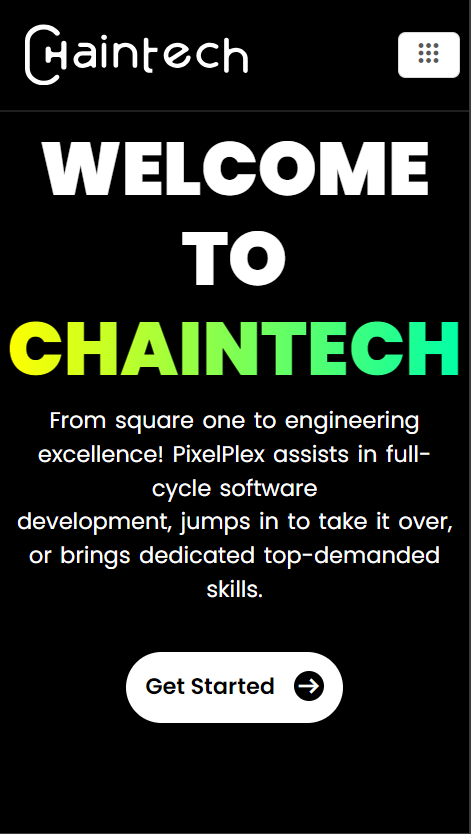 Chaintech
WELCOME
TO
CHAINTECH
From square one to engineering
excellence! PixelPlex assists in full-
cycle software
development, jumps in to take it over,
or brings dedicated top-demanded
skills.
Get Started